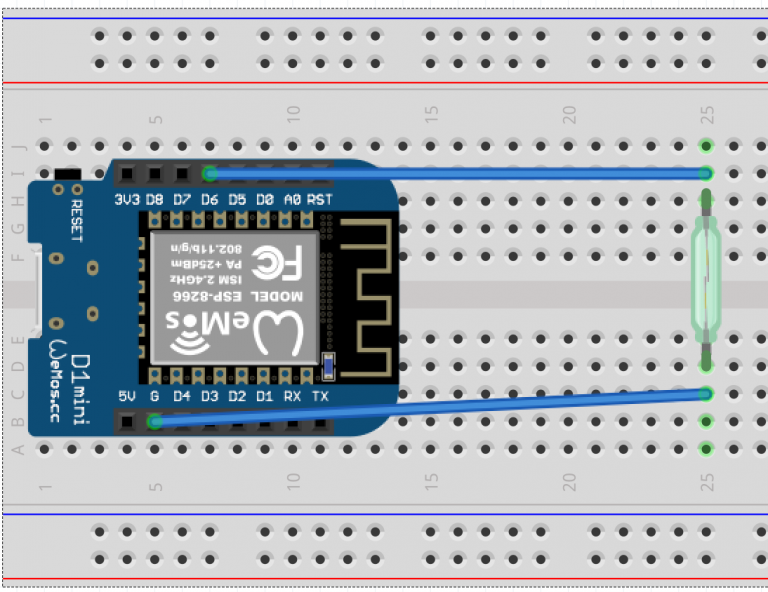 1 5 10 15 20 25
J
I
H
G
F
E
D
C
B
A
3V3 D8 D7 D6 D5 D0 A0 RST
RESET
WeMos
MODEL ESP-8266
ISM 2.4GHz
PA +25dBm
802.11b/g/n
FC
D1 mini
WeMos.cc
5V G D4 D3 D2 D1 RX TX
1 5 10 15 20 25